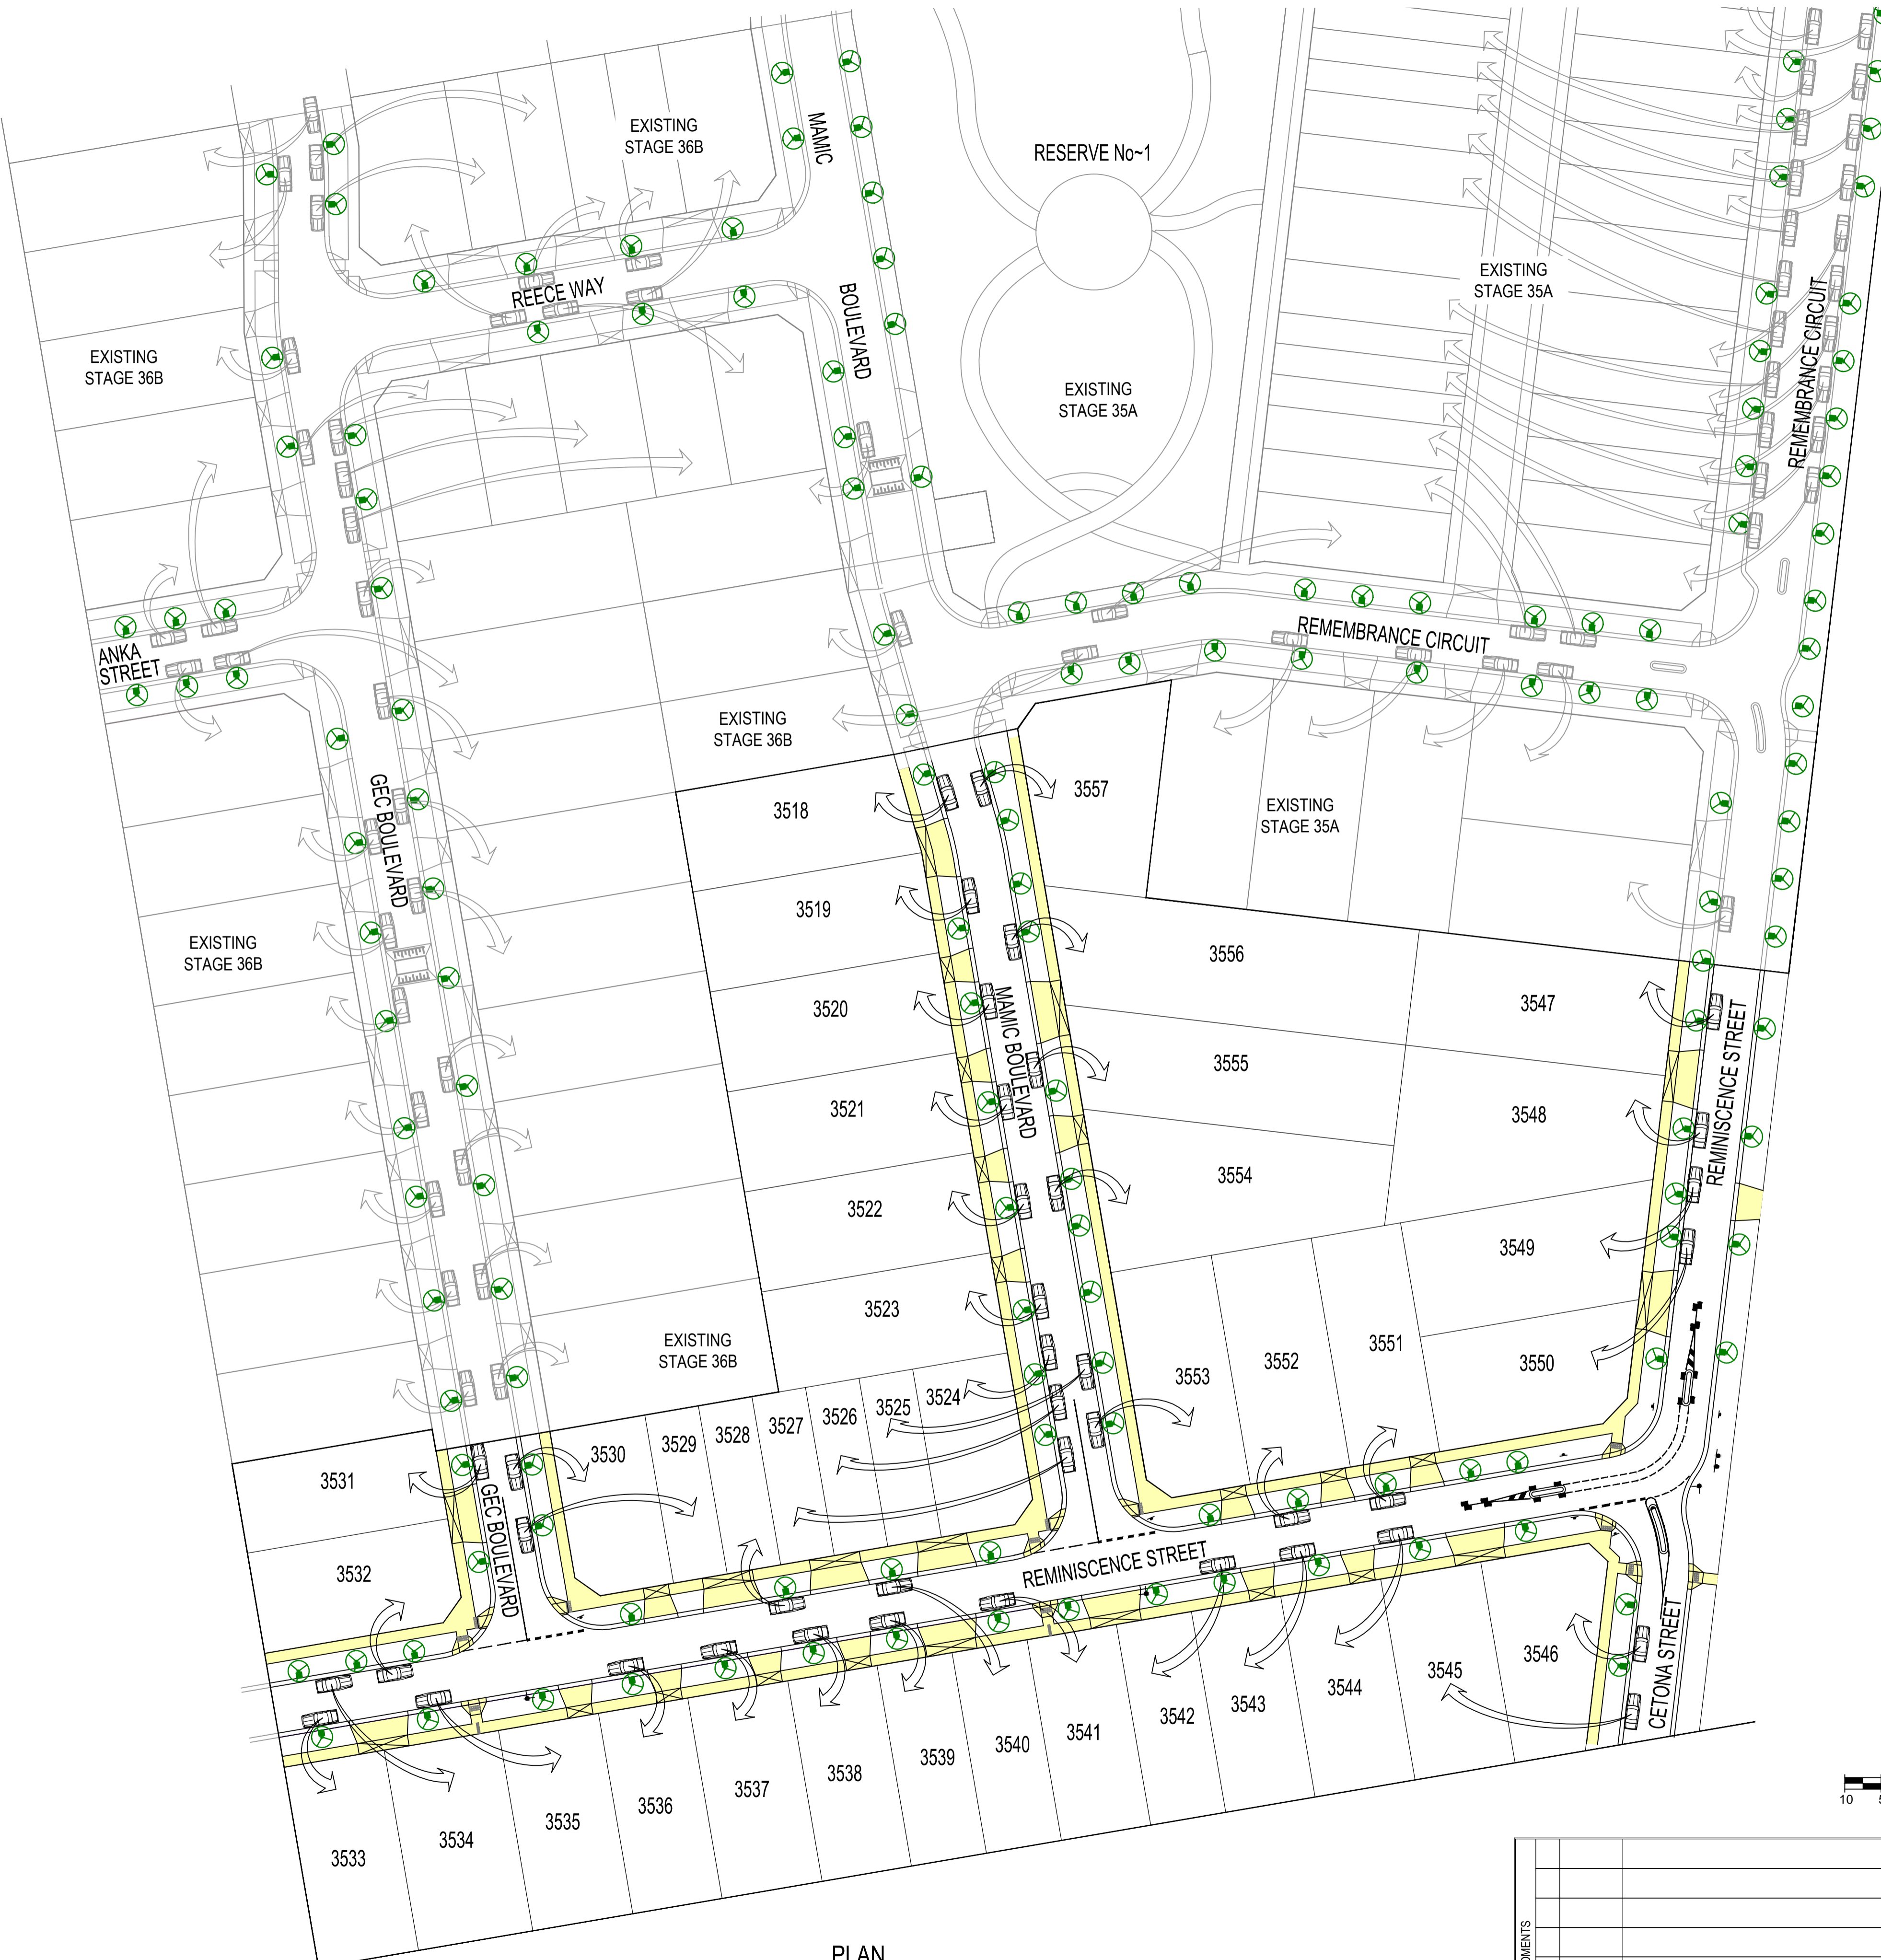 EXISTING
STAGE 36B
MAMIC
RESERVE No~1
EXISTING
STAGE 35A
REECE WAY
BOULEVARD
REMEMBRANCE CIRCUIT
EXISTING
STAGE 36B
EXISTING
STAGE 35A
REMEMBRANCE CIRCUIT
ANKA
STREET
EXISTING
STAGE 36B
GEC BOULEVARD
3557
3518
EXISTING
STAGE 35A
3519
EXISTING
STAGE 36B
3556
3547
3520
MAMIC BOULEVARD
REMINISCENCE STREET
3555
3521
3548
3554
3522
3549
3523
EXISTING
STAGE 36B
3551
3550
3552
3553
3524
3525
3526
3527
3528
3529
3530
3531
GEC BOULEVARD
3532
REMINISCENCE STREET
CETONA STREET
3546
3545
3544
3543
3542
3541
3540
3539
3538
3537
3536
3535
3534
3533
10
PLAN